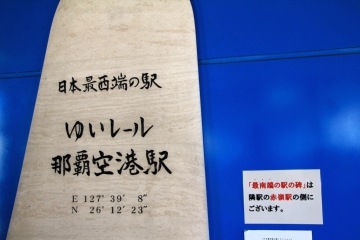 日本最西端の駅
ゆいレール
那覇空港駅
E 127° 39′ 8″
N 26° 12′ 23″
「最南端の駅の碑」は
隣駅の赤嶺駅の側に
ございます。